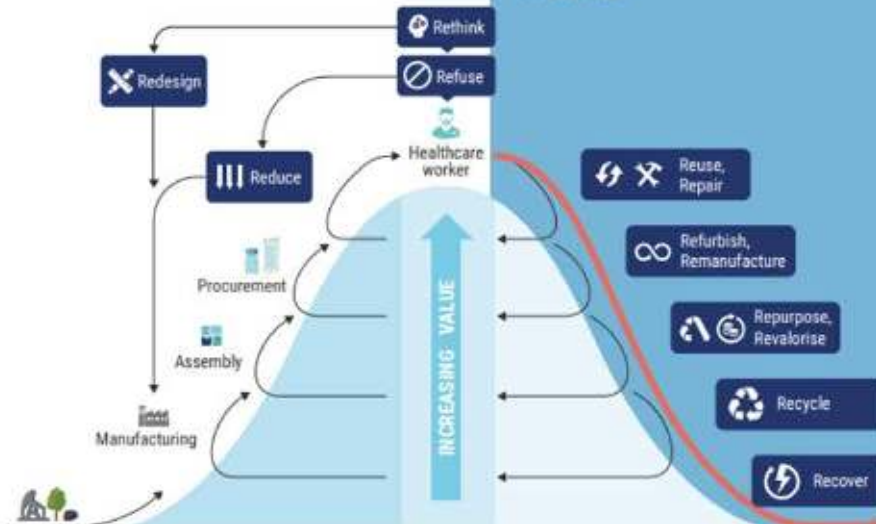 Rethink
Redesign
Refuse
Healthcare
worker
Reduce
Reuse,
Repair
Refurbish,
Remanufacture
Procurement
Repurpose,
Revalorise
Assembly
INCREASING VALUE
Recycle
Manufacturing
Recover